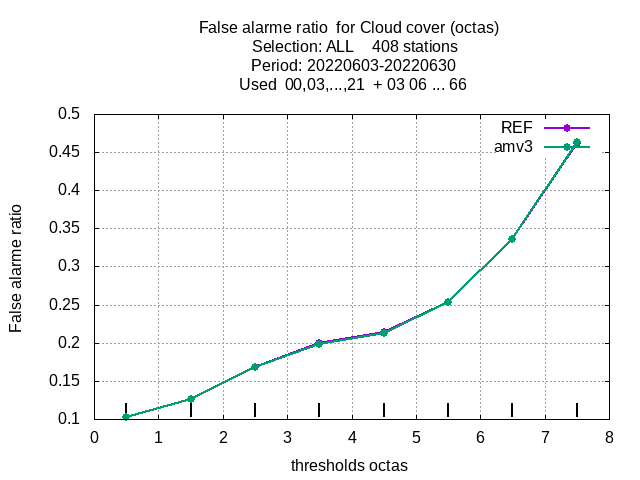 False alarme ratio  for Cloud cover (octas)
Selection: ALL    408 stations
Period: 20220603-20220630
Used  00,03,...,21  + 03 06 ... 66
REF
amv3
0.5
0.45
0.4
0.35
0.3
0.25
0.2
0.15
0.1
False alarme ratio
0 1 2 3 4 5 6 7 8
thresholds octas